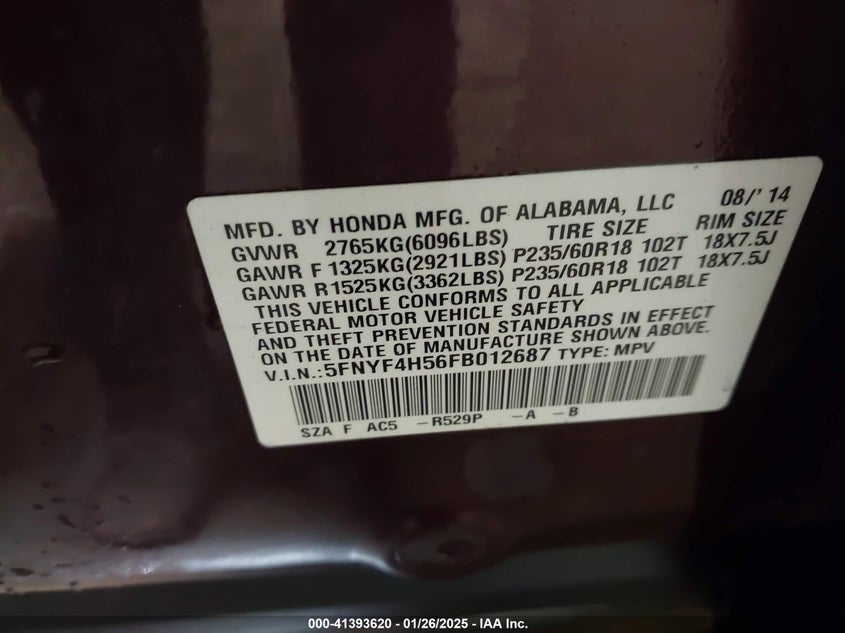 MFD. BY HONDA MFG. OF ALABAMA, LLC 08/' 14
GVWR 2765KG(6096LBS) TIRE SIZE RIM SIZE
GAWR F 1325KG(2921LBS) P235/60R18 102T 18X7.5J
GAWR R1525KG(3362LBS) P235/60R18 102T 18X7.5J
THIS VEHICLE CONFORMS TO ALL APPLICABLE
FEDERAL MOTOR VEHICLE SAFETY
AND THEFT PREVENTION STANDARDS IN EFFECT
ON THE DATE OF MANUFACTURE SHOWN ABOVE.
V.I.N.:5FNYF4H56FB012687 TYPE: MPV
SZA F AC5 -R529P -A -B
000-41393620 / 01/26/2025 - IAA Inc.